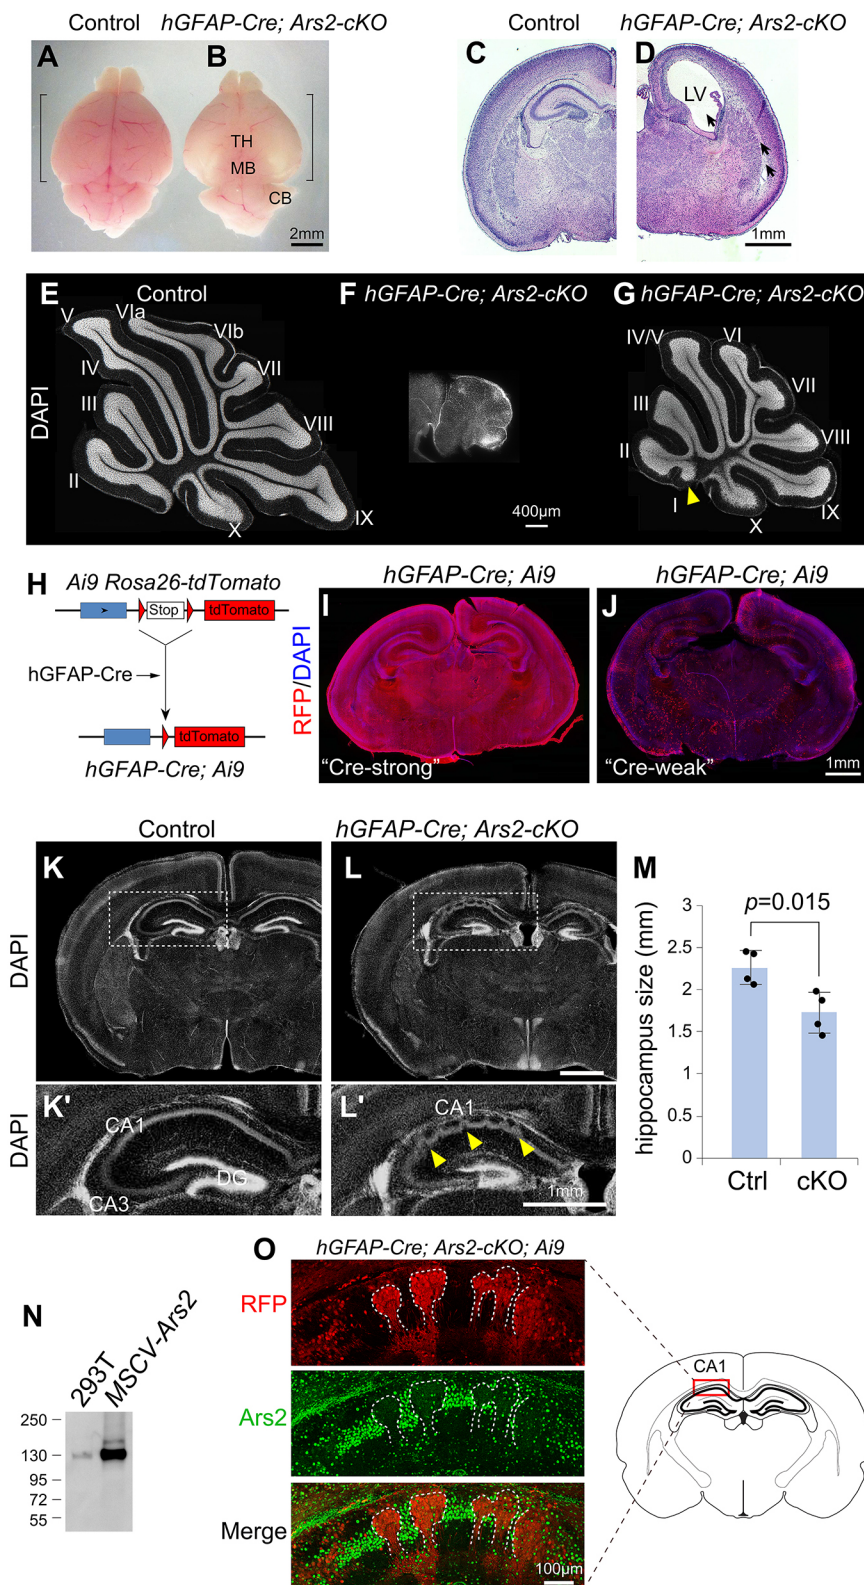 Control hGFAP-Cre; Ars2-cKO
A B
TH
MB
CB
2mm
Control hGFAP-Cre; Ars2-cKO
C D
LV
1mm
E Control
F hGFAP-Cre; Ars2-cKO
G hGFAP-Cre; Ars2-cKO
DAPI
V VIa VIb
IV VII
III VIII
II
X IX
400µm
IV/V VI
VII
III
VIII
II
I
X IX
H
Ai9 Rosa26-tdTomato
Stop tdTomato
hGFAP-Cre
tdTomato
hGFAP-Cre; Ai9
hGFAP-Cre; Ai9
I
RFP/DAPI
“Cre-strong”
hGFAP-Cre; Ai9
J
“Cre-weak”
1mm
Control hGFAP-Cre; Ars2-cKO
K L
DAPI
K' L'
DAPI
CA1
CA3
DG
CA1
1mm
M
p=0.015
hippocampus size (mm)
3
2.5
2
1.5
1
0.5
0
Ctrl cKO
N
293T
MSCV-Ars2
250
130
95
72
55
O hGFAP-Cre; Ars2-cKO; Ai9
RFP
Ars2
Merge
100µm
CA1